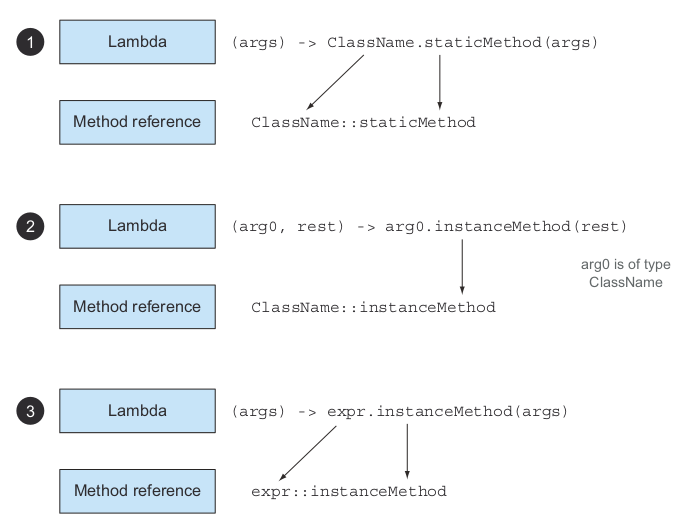 1
Lambda
(args) -> ClassName.staticMethod(args)
Method reference
ClassName::staticMethod
2
Lambda
(arg0, rest) -> arg0.instanceMethod(rest)
arg0 is of type
ClassName
Method reference
ClassName::instanceMethod
3
Lambda
(args) -> expr.instanceMethod(args)
Method reference
expr::instanceMethod